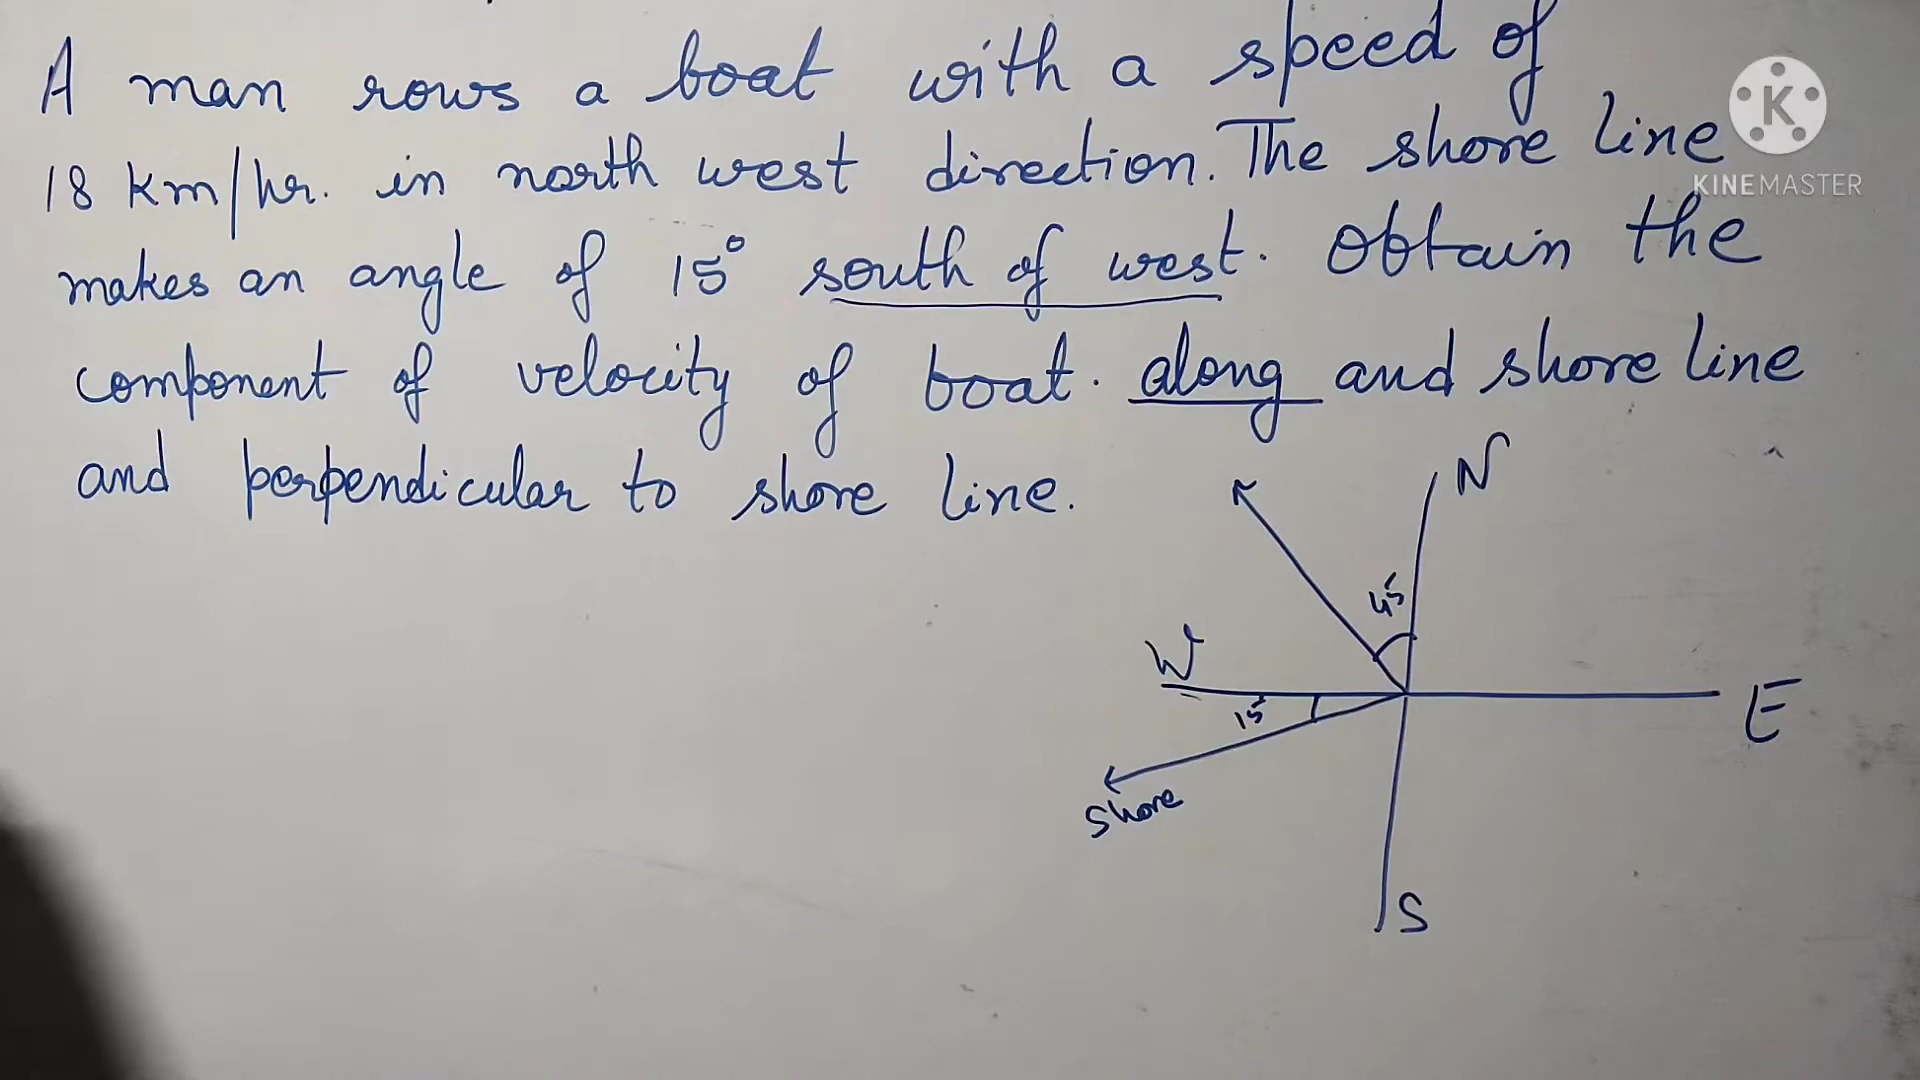 A man rows a boat with a speed of
18 km/hr. in north west direction. The shore line
makes an angle of 15° south of west. Obtain the
component of velocity of boat. along and shore line
and perpendicular to shore line.
K
KINEMASTER
N
45
W
15
E
Shore
S